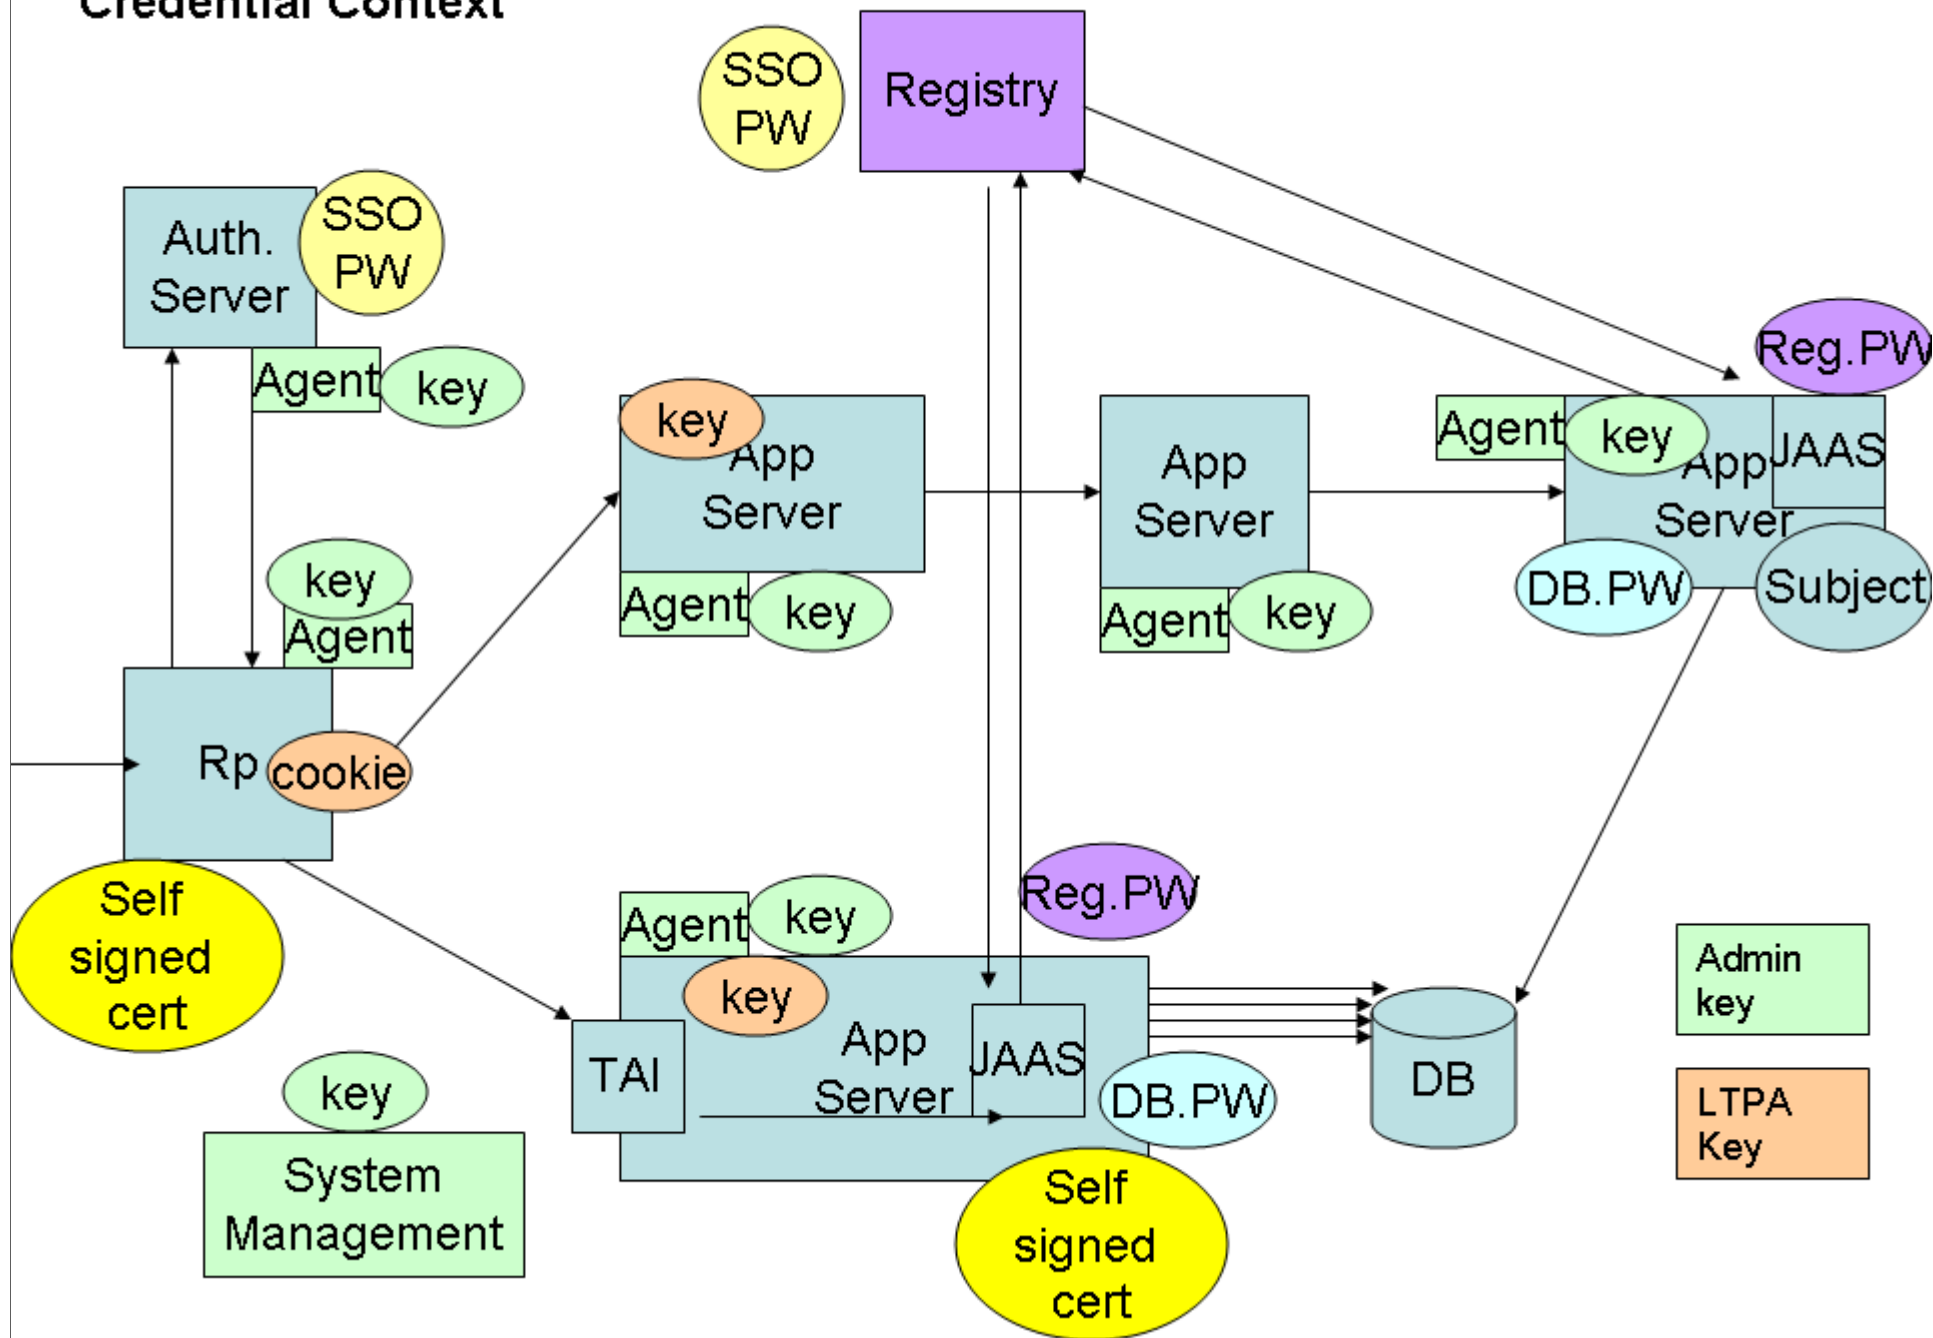 Credential Context
SSO
PW
Registry
Auth.
Server
SSO
PW
Agent
key
key
App
Server
Agent
key
App
Server
Agent
key
Agent
key
App
Server
JAAS
Reg.PW
DB.PW
Subject
key
Agent
Rp
cookie
Self
signed
cert
key
System
Management
Agent
key
key
Reg.PW
TAI
App
Server
JAAS
DB.PW
Self
signed
cert
DB
Admin
key
LTPA
Key